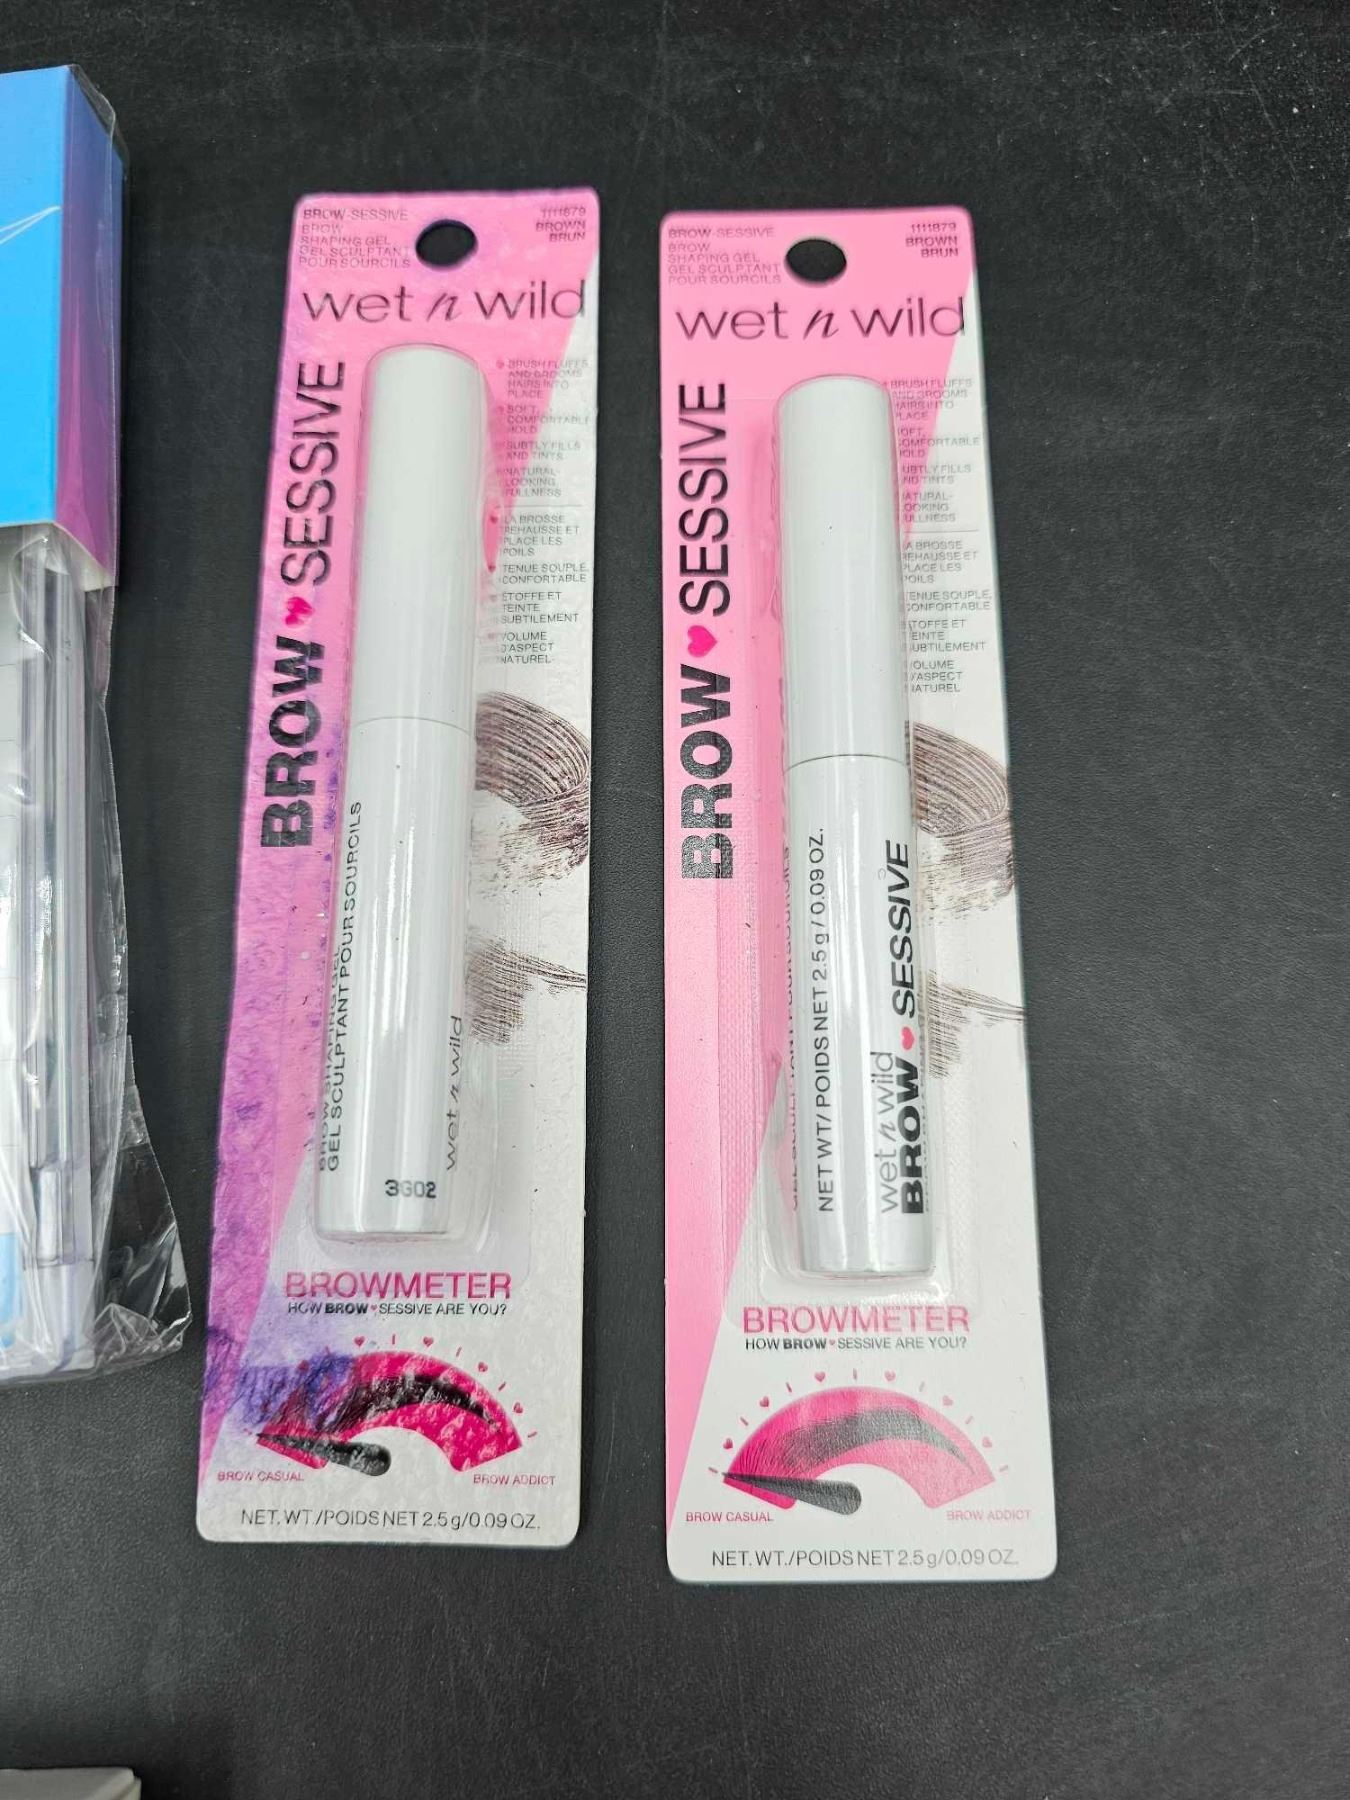 BROW-SESSIVE
BROW
SHAPING GEL
GEL SCULPTANT
POUR SOURCILS
1111879
BROWN
BRUN
wet n wild
BROW SESSIVE
BRUSH FLUFFS
AND GROOMS
HAIRS INTO
PLACE
SOFT,
COMFORTABLE
HOLD
SUBTLY FILLS
AND TINTS
NATURAL-
LOOKING
FULLNESS
LA BROSSE
REHAUSSE ET
PLACE LES
POILS
TENUE SOUPLE,
CONFORTABLE
ÉTOFFE ET
TEINTE
SUBTILEMENT
VOLUME
D'ASPECT
NATUREL
BROW SHAPING GEL
GEL SCULPTANT POUR SOURCILS
wet n wild
3G02
BROWMETER
HOW BROW SESSIVE ARE YOU?
BROW CASUAL
BROW ADDICT
NET. WT./POIDS NET 2.5 g/0.09 OZ.
BROW-SESSIVE
BROW
SHAPING GEL
GEL SCULPTANT
POUR SOURCILS
1111879
BROWN
BRUN
wet n wild
BROW SESSIVE
BRUSH FLUFFS
AND GROOMS
HAIRS INTO
PLACE
SOFT,
COMFORTABLE
HOLD
SUBTLY FILLS
AND TINTS
NATURAL-
LOOKING
FULLNESS
LA BROSSE
REHAUSSE ET
PLACE LES
POILS
TENUE SOUPLE,
CONFORTABLE
ÉTOFFE ET
TEINTE
SUBTILEMENT
VOLUME
D'ASPECT
NATUREL
GEL SCULPTANT POUR SOURCILS
NET WT/ POIDS NET 2.5 g / 0.09 OZ.
wet n wild
BROW SESSIVE
BROWMETER
HOW BROW SESSIVE ARE YOU?
BROW CASUAL
BROW ADDICT
NET. WT./POIDS NET 2.5 g/0.09 OZ.